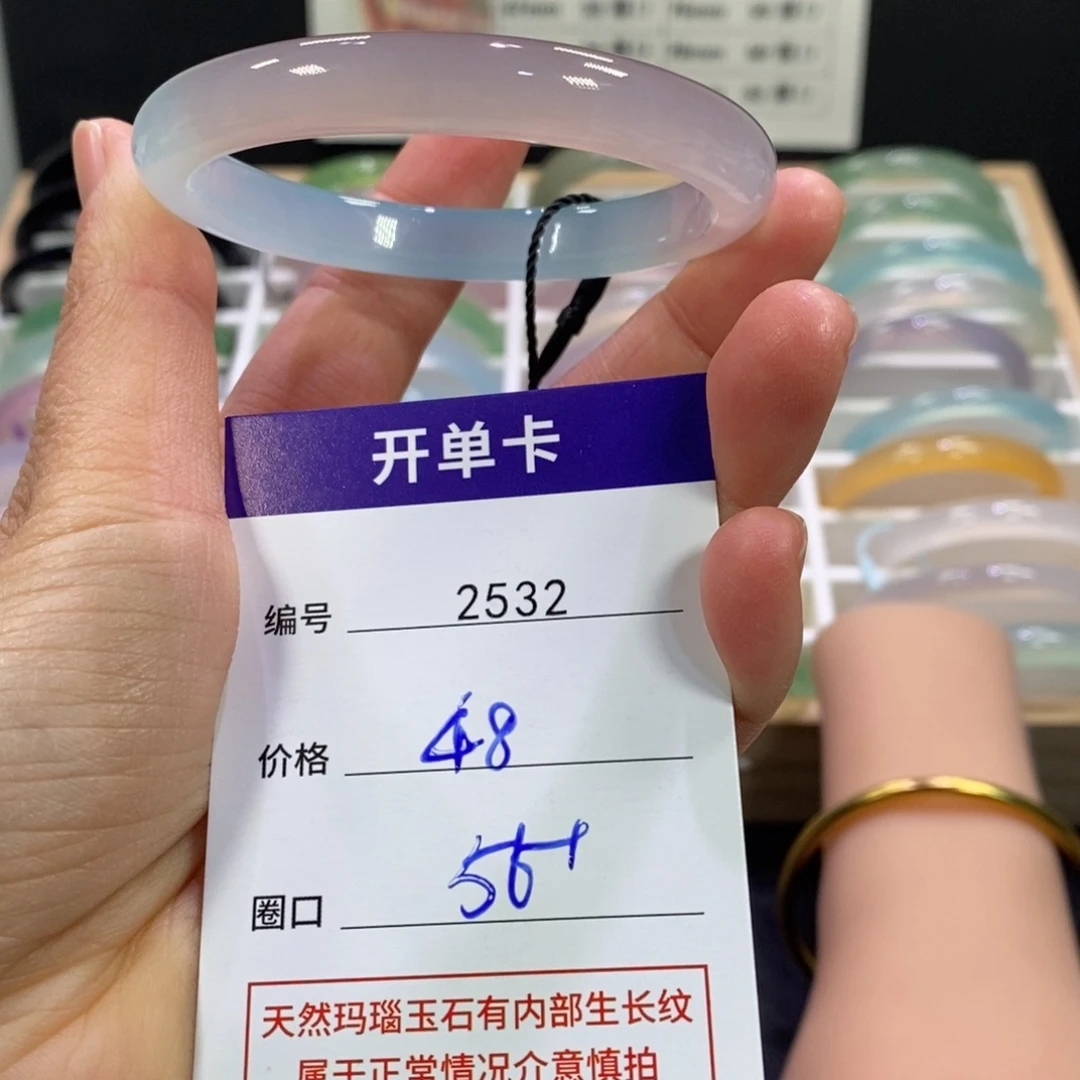 开单卡
编号 2532
价格 48
圈口 56+
天然玛瑙玉石有内部生长纹
属于正常情况介意慎拍